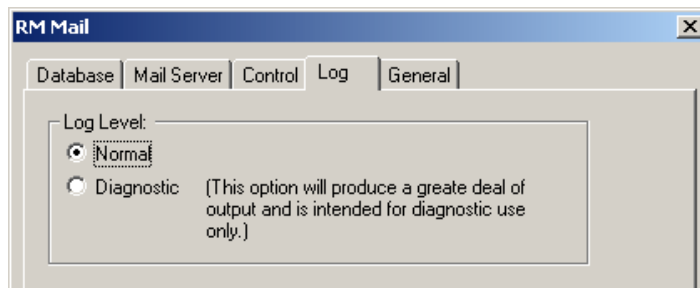 RM Mail
Database Mail Server Control Log General
Log Level:
Normal
Diagnostic (This option will produce a greate deal of
output and is intended for diagnostic use
only.)